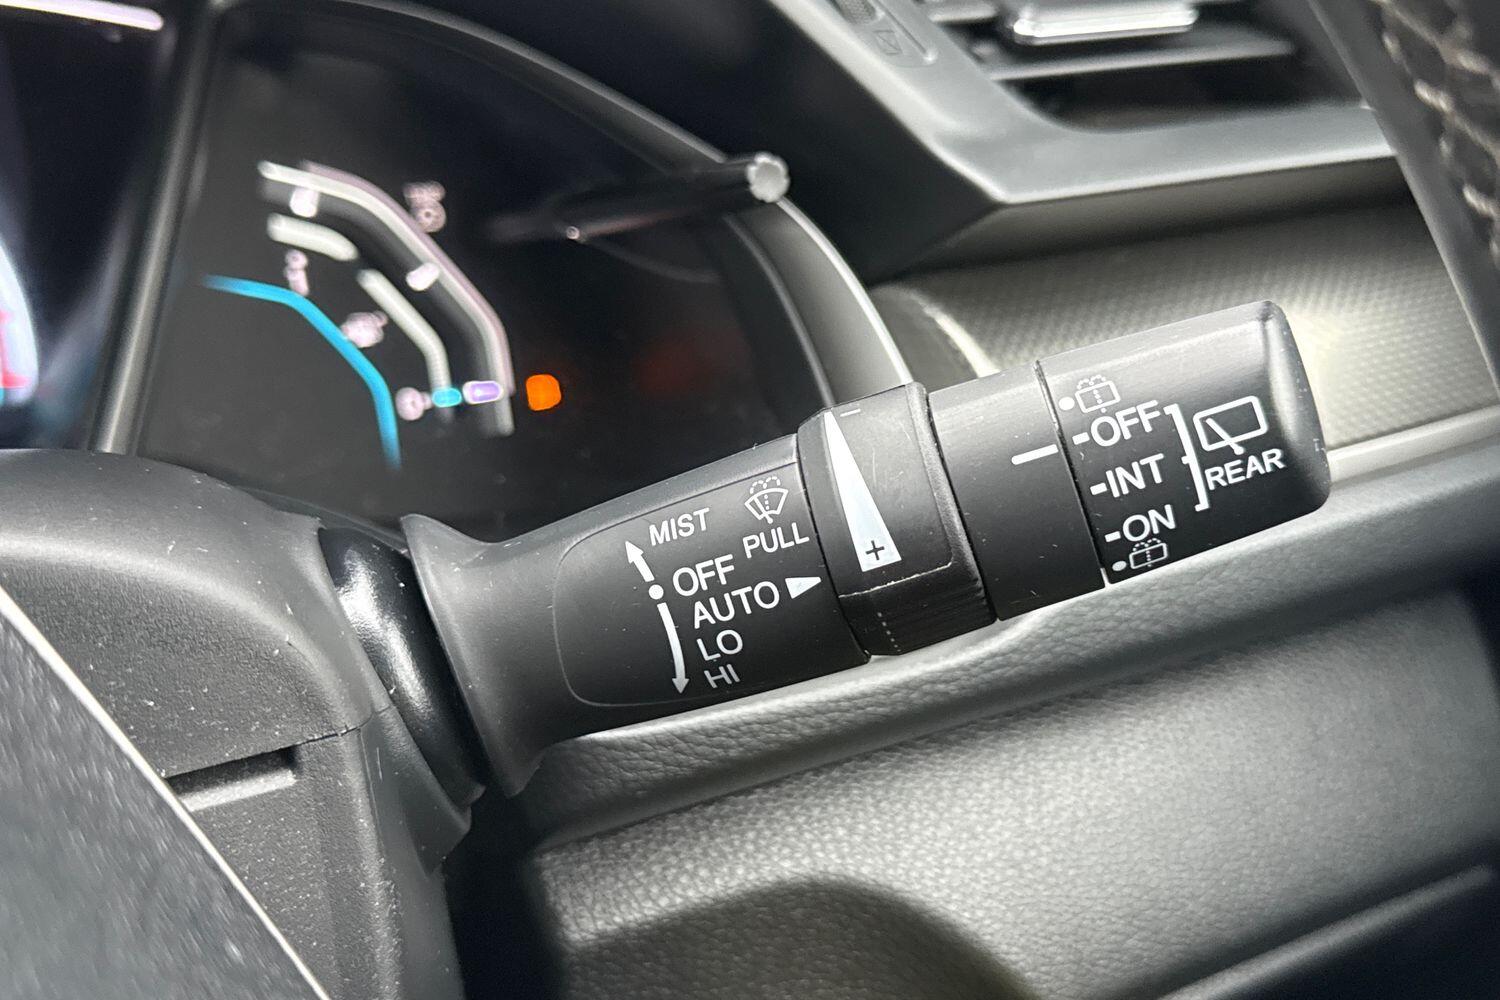 MIST
PULL
OFF
AUTO
LO
HI
-
+
OFF
INT
ON
REAR